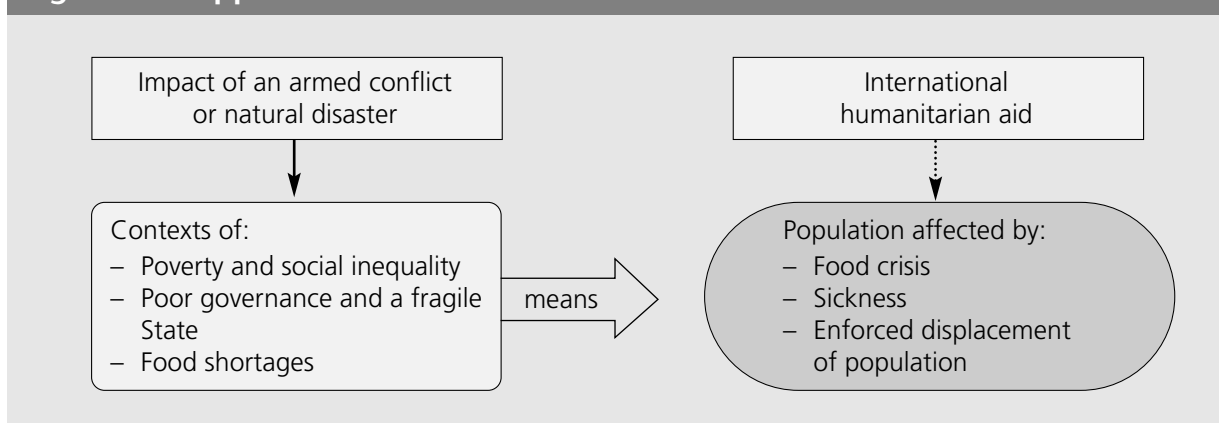 Impact of an armed conflict
or natural disaster
International
humanitarian aid
Contexts of:
– Poverty and social inequality
– Poor governance and a fragile
State
– Food shortages
means
Population affected by:
– Food crisis
– Sickness
– Enforced displacement
of population